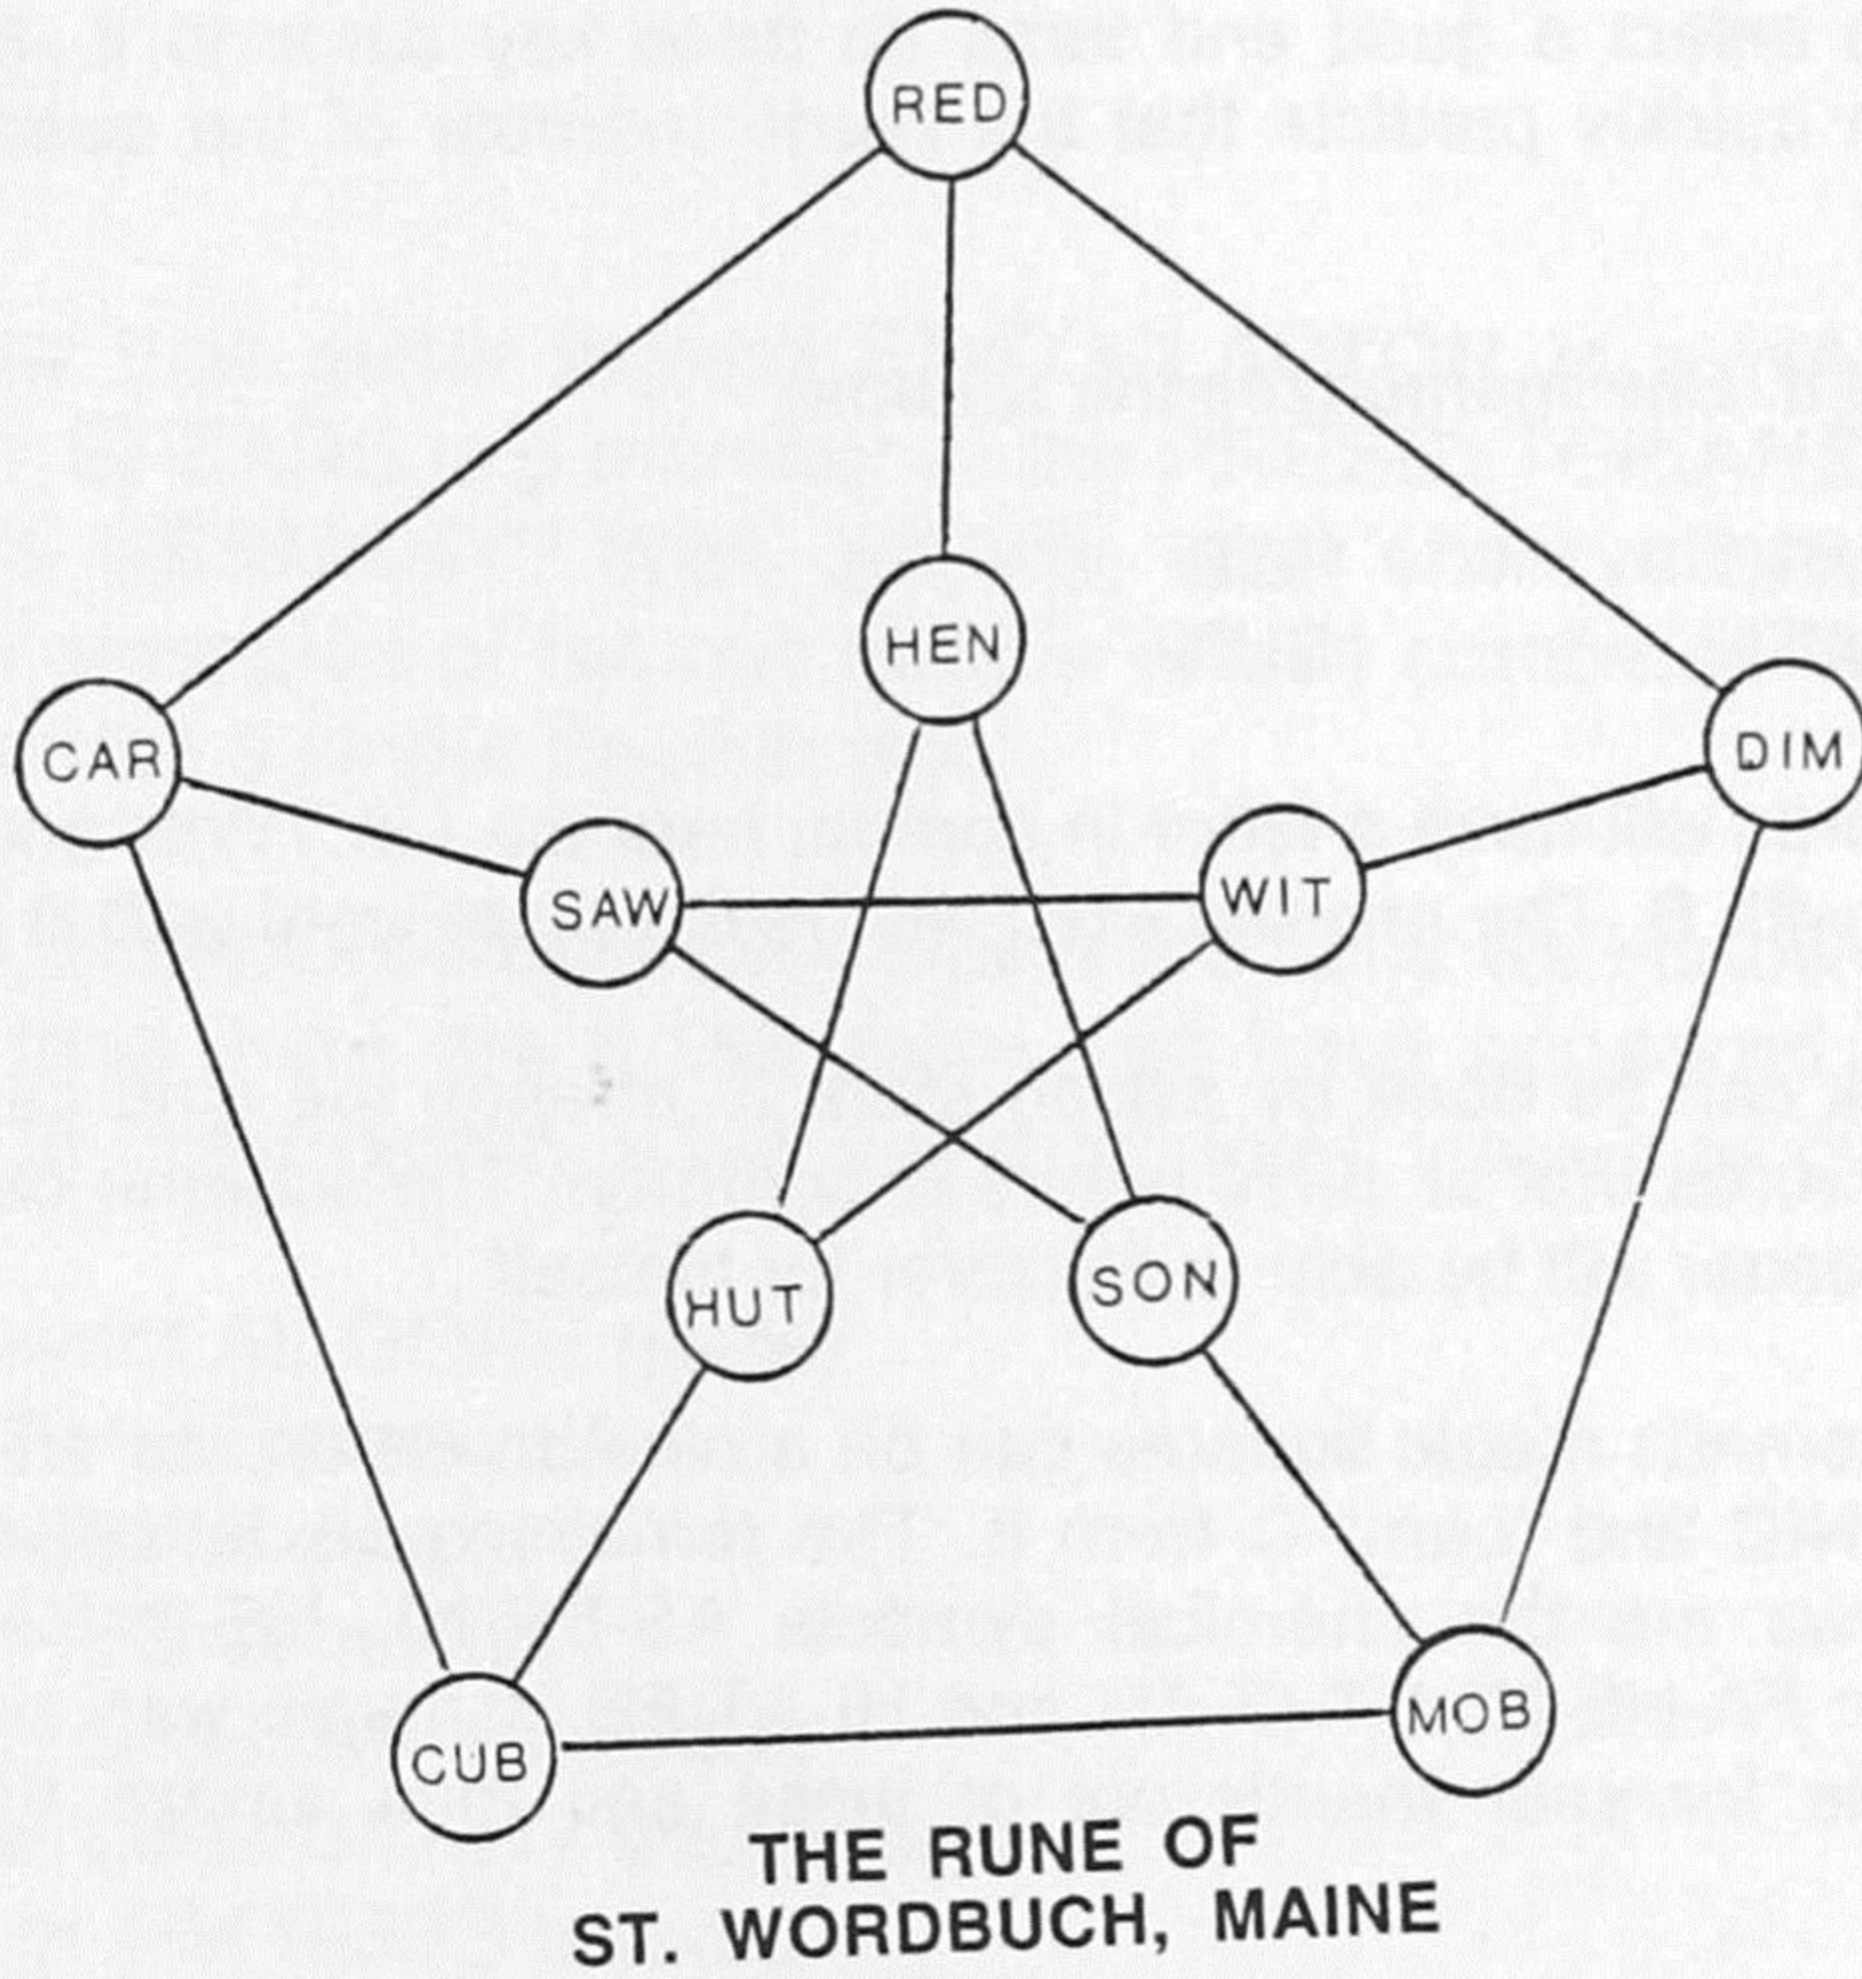 RED
HEN
CAR
DIM
SAW
WIT
HUT
SON
CUB
MOB
THE RUNE OF
ST. WORDBUCH, MAINE